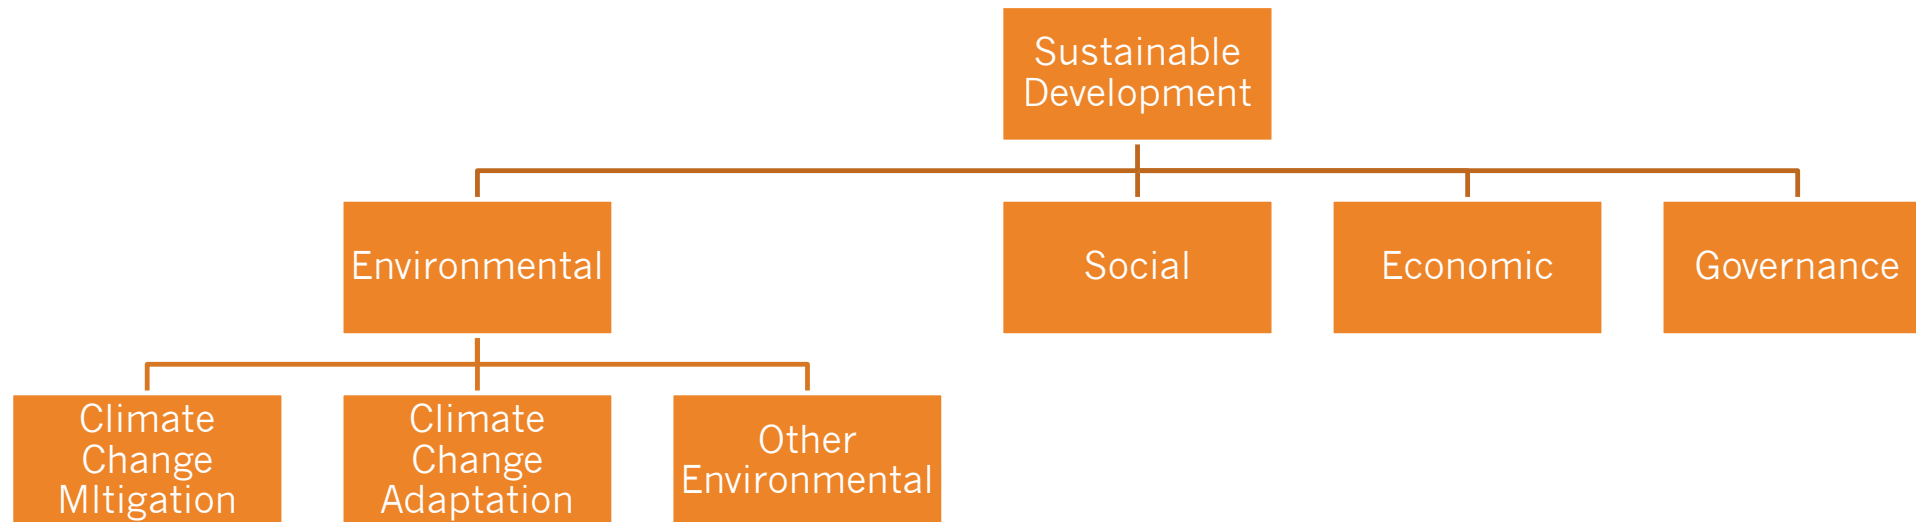 Sustainable
Development
Environmental
Social
Economic
Governance
Climate
Change
MItigation
Climate
Change
Adaptation
Other
Environmental